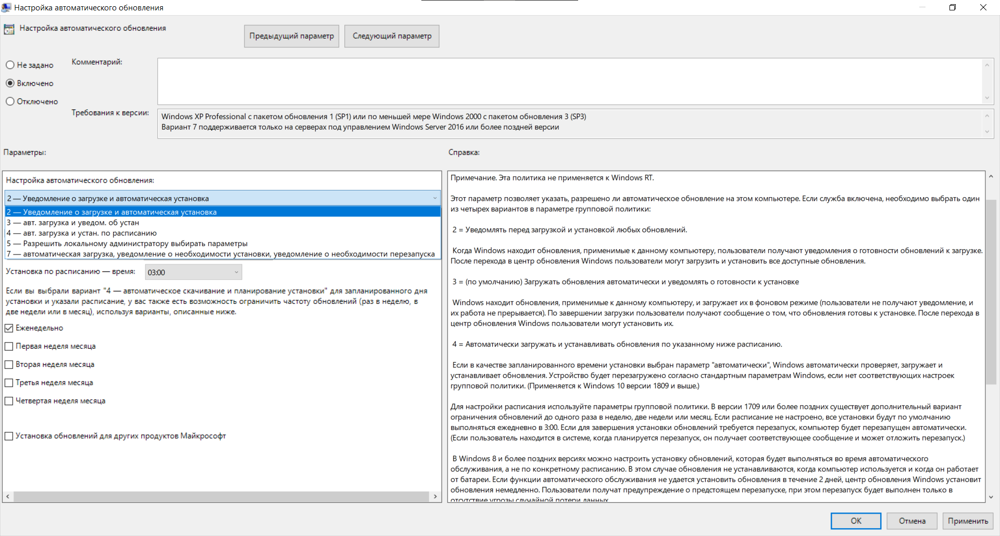 Настройка автоматического обновления
Настройка автоматического обновления
Предыдущий параметр
Следующий параметр
Не задано
Включено
Отключено
Комментарий:
Требования к версии:
Windows XP Professional с пакетом обновления 1 (SP1) или по меньшей мере Windows 2000 с пакетом обновления 3 (SP3)
Вариант 7 поддерживается только на серверах под управлением Windows Server 2016 или более поздней версии
Параметры:
Справка:
Настройка автоматического обновления:
2 — Уведомление о загрузке и автоматическая установка
2 — Уведомление о загрузке и автоматическая установка
3 — авт. загрузка и уведом. об устан
4 — авт. загрузка и устан. по расписанию
5 — Разрешить локальному администратору выбирать параметры
7 — автоматическая загрузка, уведомление о необходимости установки, уведомление о необходимости перезапуска
Установка по расписанию — время:
03:00
Если вы выбрали вариант "4 — автоматическое скачивание и планирование установки" для запланированного дня
установки и указали расписание, у вас также есть возможность ограничить частоту обновлений (раз в неделю, в
две недели или в месяц), используя варианты, описанные ниже.
Еженедельно
Первая неделя месяца
Вторая неделя месяца
Третья неделя месяца
Четвертая неделя месяца
Установка обновлений для других продуктов Майкрософт
Примечание. Эта политика не применяется к Windows RT.
Этот параметр позволяет указать, разрешено ли автоматическое обновление на этом компьютере. Если служба включена, необходимо выбрать один
из четырех вариантов в параметре групповой политики:
2 = Уведомлять перед загрузкой и установкой любых обновлений.
Когда Windows находит обновления, применимые к данному компьютеру, пользователи получают уведомления о готовности обновлений к загрузке.
После перехода в центр обновления Windows пользователи могут загрузить и установить все доступные обновления.
3 = (по умолчанию) Загружать обновления автоматически и уведомлять о готовности к установке
Windows находит обновления, применимые к данному компьютеру, и загружает их в фоновом режиме (пользователи не получают уведомление, и
их работа не прерывается). По завершении загрузки пользователи получают сообщение о том, что обновления готовы к установке. После перехода в
центр обновления Windows пользователи могут установить их.
4 = Автоматически загружать и устанавливать обновления по указанному ниже расписанию.
Если в качестве запланированного времени установки выбран параметр "автоматически", Windows автоматически проверяет, загружает и
устанавливает обновления. Устройство будет перезагружено согласно стандартным параметрам Windows, если нет соответствующих настроек
групповой политики. (Применяется к Windows 10 версии 1809 и выше.)
Для настройки расписания используйте параметры групповой политики. В версии 1709 или более поздних существует дополнительный вариант
ограничения обновлений до одного раза в неделю, две недели или месяц. Если расписание не настроено, все установки будут по умолчанию
выполняться ежедневно в 3:00. Если для завершения установки обновлений требуется перезапуск, компьютер будет перезапущен автоматически.
(Если пользователь находится в системе, когда планируется перезапуск, он получает соответствующее сообщение и может отложить перезапуск.)
В Windows 8 и более поздних версиях можно настроить установку обновлений, которая будет выполняться во время автоматического
обслуживания, а не по конкретному расписанию. В этом случае обновления не устанавливаются, когда компьютер используется и когда он работает
от батареи. Если функции автоматического обслуживания не удается установить обновления в течение 2 дней, центр обновления Windows установит
обновления немедленно. Пользователи получат предупреждение о предстоящем перезапуске, при этом перезапуск будет выполнен только в
отсутствие угрозы случайной потери данных.
ОК
Отмена
Применить